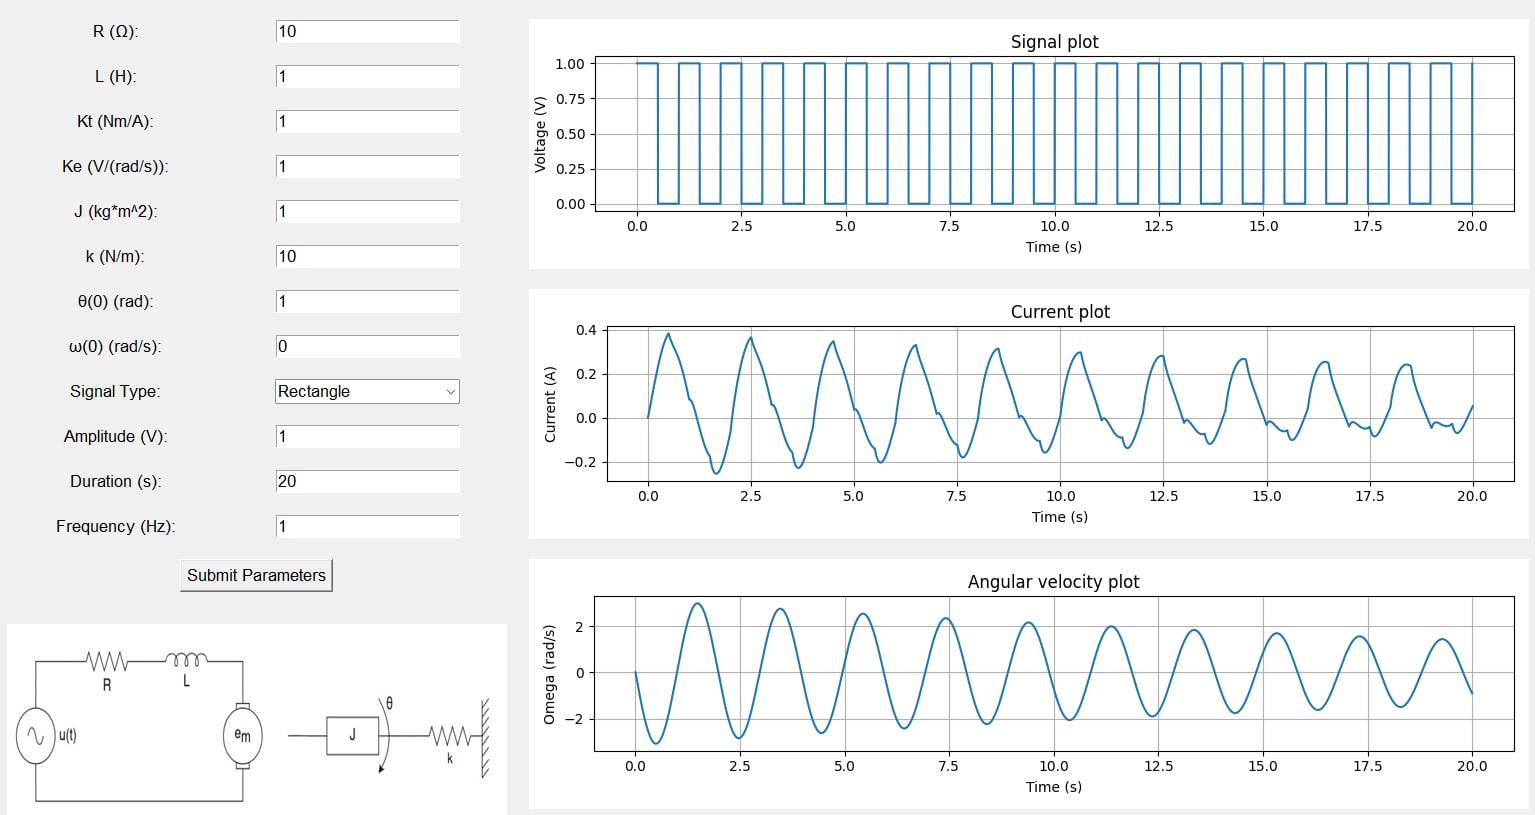 R (Ω): 10
L (H): 1
Kt (Nm/A): 1
Ke (V/(rad/s)): 1
J (kg*m^2): 1
k (N/m): 10
θ(0) (rad): 1
ω(0) (rad/s): 0
Signal Type: Rectangle
Amplitude (V): 1
Duration (s): 20
Frequency (Hz): 1
Submit Parameters
R
L
u(t)
em
J
θ
k
Signal plot
Voltage (V)
1.00
0.75
0.50
0.25
0.00
0.0 2.5 5.0 7.5 10.0 12.5 15.0 17.5 20.0
Time (s)
Current plot
Current (A)
0.4
0.2
0.0
−0.2
0.0 2.5 5.0 7.5 10.0 12.5 15.0 17.5 20.0
Time (s)
Angular velocity plot
Omega (rad/s)
2
0
−2
0.0 2.5 5.0 7.5 10.0 12.5 15.0 17.5 20.0
Time (s)